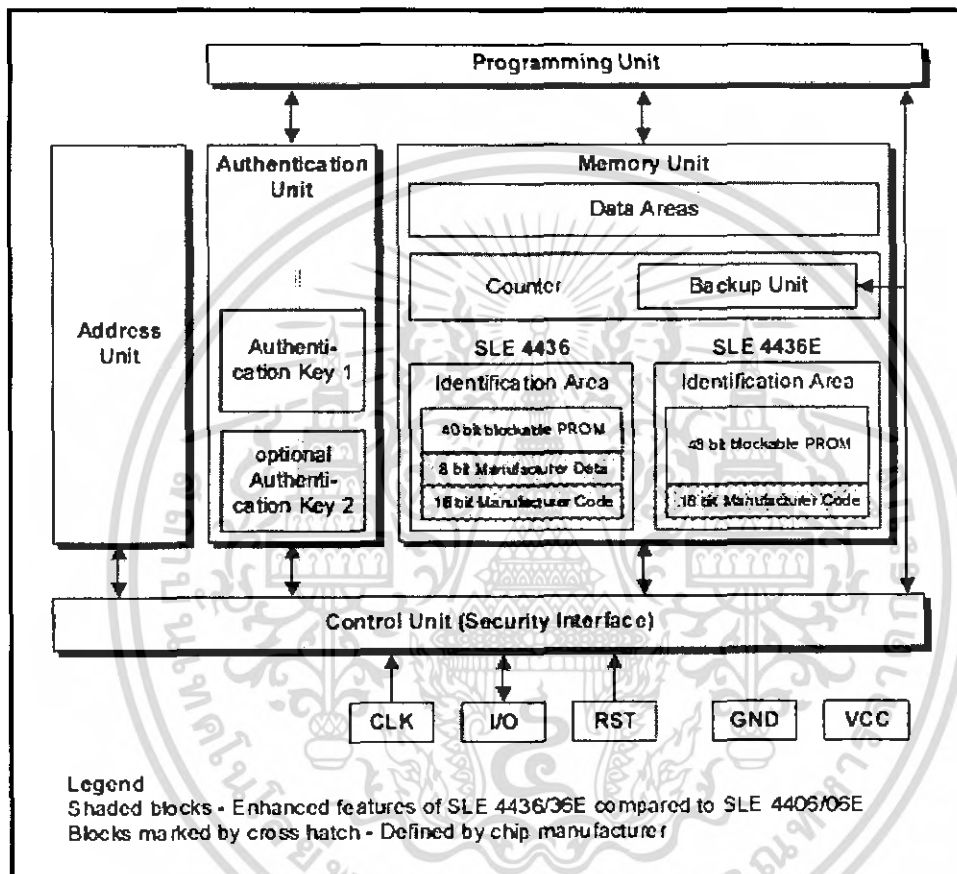 Programming Unit
Authentication
Unit
Memory Unit
Data Areas
Counter
Backup Unit
Address
Unit
SLE 4436
SLE 4436E
Authenti-
cation Key 1
Identification Area
Identification Area
40 bit blockable PROM
48 bit blockable PROM
optional
Authenti-
cation Key 2
8 bit Manufacturer Data
16 bit Manufacturer Code
16 bit Manufacturer Code
Control Unit (Security Interface)
CLK
I/O
RST
GND
VCC
Legend
Shaded blocks - Enhanced features of SLE 4436/36E compared to SLE 4406/06E
Blocks marked by cross hatch - Defined by chip manufacturer